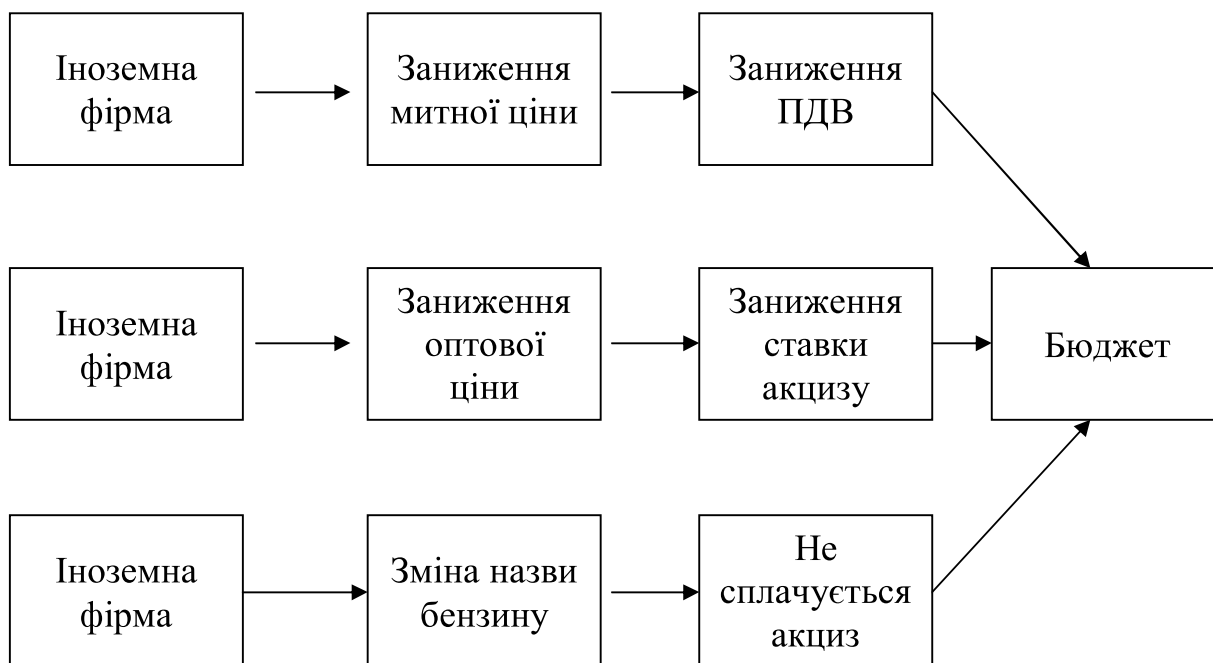 Іноземна
фірма
Заниження
митної ціни
Заниження
ПДВ
Іноземна
фірма
Заниження
оптової
ціни
Заниження
ставки
акцизу
Бюджет
Іноземна
фірма
Зміна назви
бензину
Не
сплачується
акциз